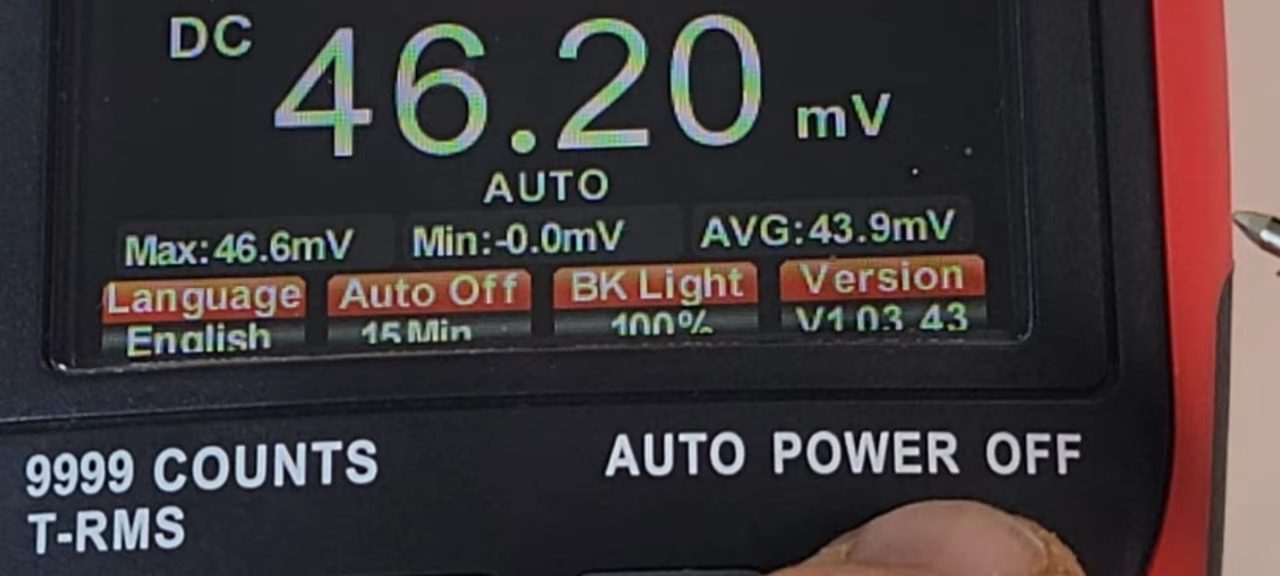 DC 46.20 mV
AUTO
Max:46.6mV Min:-0.0mV AVG:43.9mV
Language Auto Off BK Light Version
English 15 Min 100% V1.03.43
9999 COUNTS AUTO POWER OFF
T-RMS